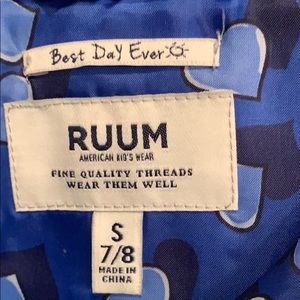 Best Day Ever
RUUM
AMERICAN KID'S WEAR
FINE QUALITY THREADS
WEAR THEM WELL
S
7/8
MADE IN
CHINA